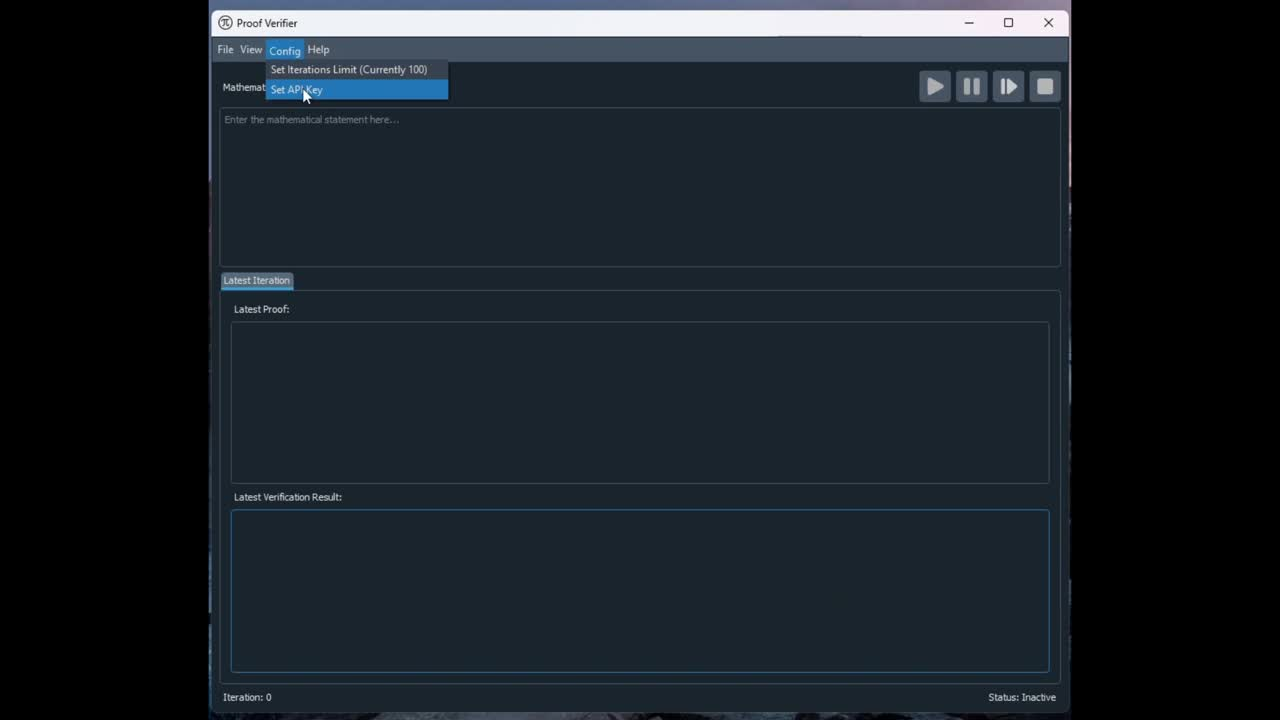 Proof Verifier
File View Config Help
Set Iterations Limit (Currently 100)
Set API Key
Mathemat
Enter the mathematical statement here...
Latest Iteration
Latest Proof:
Latest Verification Result:
Iteration: 0
Status: Inactive